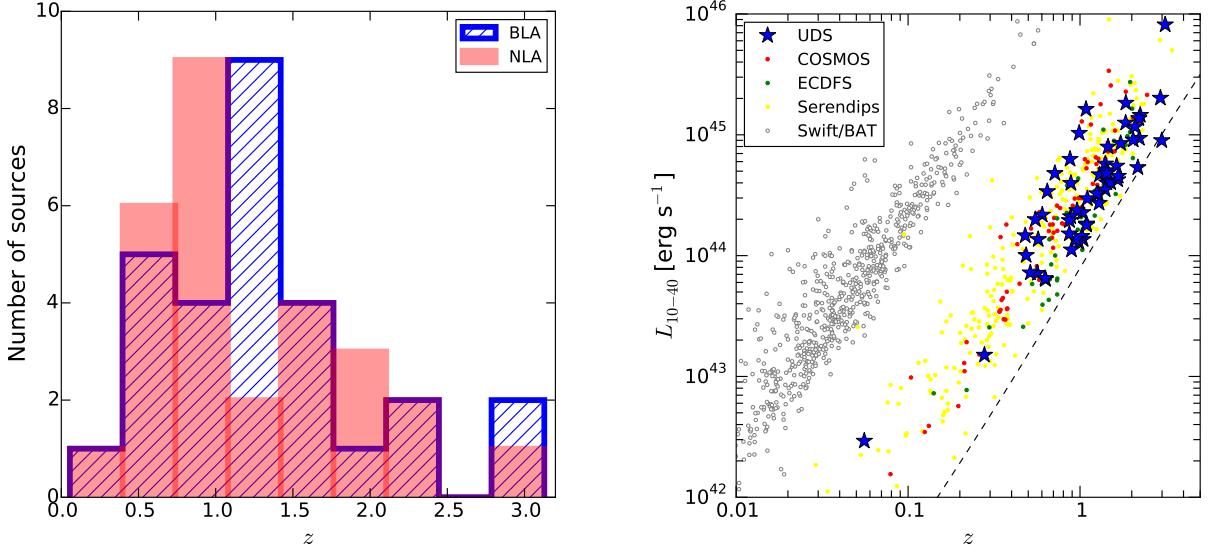 10
8
6
4
2
0
Number of sources
0.0 0.5 1.0 1.5 2.0 2.5 3.0
z
BLA
NLA
10^46
10^45
10^44
10^43
10^42
L_{10−40} [erg s^{−1}]
0.01 0.1 1
z
UDS
COSMOS
ECDFS
Serendips
Swift/BAT